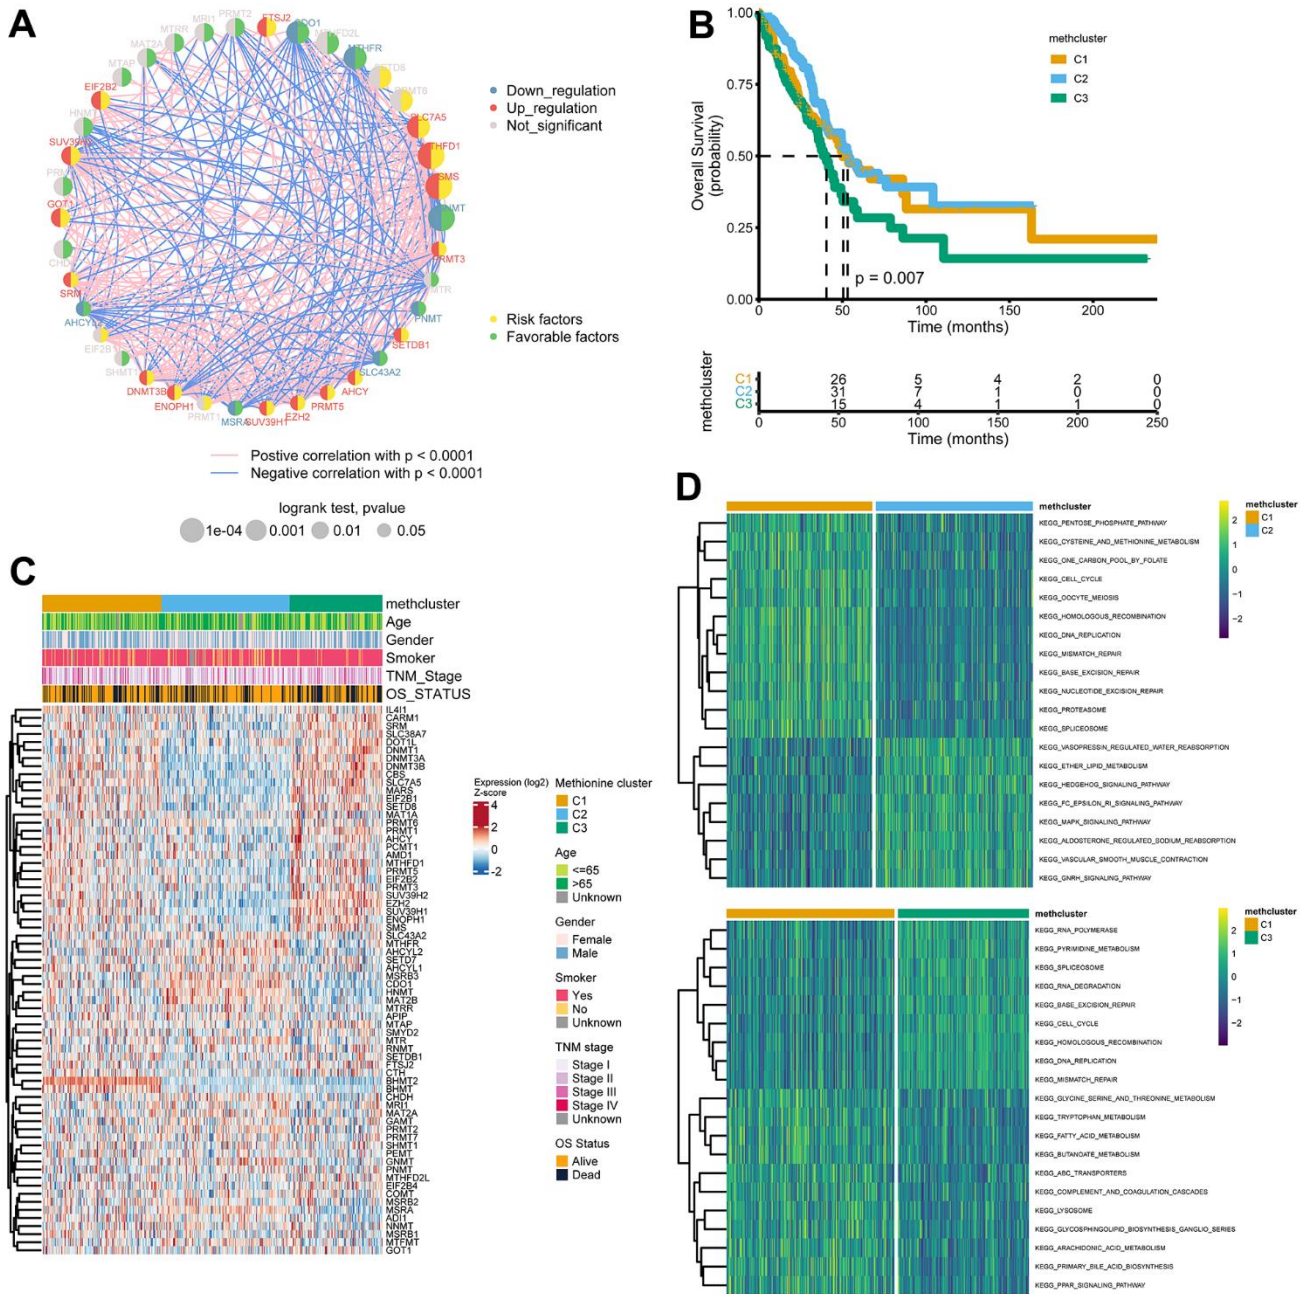 A
MRI1
PRMT2
FTSJ2
CDO1
MTRR
MTHFD2L
MAT2A
MTHFR
MTAP
SETD8
EIF2B2
PRMT6
HNMT
SLC7A5
MTHFD1
SMS
GOT1
PRMT3
SRM
MTR
PNMT
EIF2B1
SETDB1
SHMT1
SLC43A2
DNMT3B
AHCY
ENOPH1
PRMT5
PRMT1
EZH2
MSRA
SUV39H1
Down_regulation
Up_regulation
Not_significant
Risk factors
Favorable factors
Postive correlation with p < 0.0001
Negative correlation with p < 0.0001
logrank test, pvalue
1e-04 0.001 0.01 0.05
B
methcluster
C1
C2
C3
Overall Survival
(probability)
1.00
0.75
0.50
0.25
0.00
p = 0.007
0 50 100 150 200
Time (months)
methcluster
C1 26 5 4 2 0
C2 31 7 1 0 0
C3 15 4 1 1 0
0 50 100 150 200 250
Time (months)
C
methcluster
Age
Gender
Smoker
TNM_Stage
OS_STATUS
IL4I1
CARM1
SRM
SLC38A7
DOT1L
DNMT1
DNMT3A
DNMT3B
CBS
SLC7A5
MARS
EIF2B1
SETD8
MAT1A
PRMT6
PRMT1
AHCY
PCMT1
AMD1
MTHFD1
PRMT5
EIF2B2
PRMT3
SUV39H2
EZH2
SUV39H1
ENOPH1
SMS
SLC43A2
MTHFR
AHCYL2
SETD7
AHCYL1
MSRB3
CDO1
HNMT
MAT2B
MTRR
APIP
MTAP
SMYD2
MTR
RNMT
SETDB1
FTSJ2
CTH
BHMT2
BHMT
CHDH
MRI1
MAT2A
GAMT
PRMT2
PRMT7
SHMT1
PEMT
GNMT
PNMT
MTHFD2L
EIF2B4
COMT
MSRB2
MSRA
ADI1
NNMT
MSRB1
MTFMT
GOT1
Expression (log2)
Z-score
4
2
0
-2
Methionine cluster
C1
C2
C3
Age
<=65
>65
Unknown
Gender
Female
Male
Smoker
Yes
No
Unknown
TNM stage
Stage I
Stage II
Stage III
Stage IV
Unknown
OS Status
Alive
Dead
D
methcluster
KEGG_PENTOSE_PHOSPHATE_PATHWAY
KEGG_CYSTEINE_AND_METHIONINE_METABOLISM
KEGG_ONE_CARBON_POOL_BY_FOLATE
KEGG_CELL_CYCLE
KEGG_OOCYTE_MEIOSIS
KEGG_HOMOLOGOUS_RECOMBINATION
KEGG_DNA_REPLICATION
KEGG_MISMATCH_REPAIR
KEGG_BASE_EXCISION_REPAIR
KEGG_NUCLEOTIDE_EXCISION_REPAIR
KEGG_PROTEASOME
KEGG_SPLICEOSOME
KEGG_VASOPRESSIN_REGULATED_WATER_REABSORPTION
KEGG_ETHER_LIPID_METABOLISM
KEGG_HEDGEHOG_SIGNALING_PATHWAY
KEGG_FC_EPSILON_RI_SIGNALING_PATHWAY
KEGG_MAPK_SIGNALING_PATHWAY
KEGG_ALDOSTERONE_REGULATED_SODIUM_REABSORPTION
KEGG_VASCULAR_SMOOTH_MUSCLE_CONTRACTION
KEGG_GNRH_SIGNALING_PATHWAY
2
1
0
−1
−2
methcluster
C1
C2
methcluster
KEGG_RNA_POLYMERASE
KEGG_PYRIMIDINE_METABOLISM
KEGG_SPLICEOSOME
KEGG_RNA_DEGRADATION
KEGG_BASE_EXCISION_REPAIR
KEGG_CELL_CYCLE
KEGG_HOMOLOGOUS_RECOMBINATION
KEGG_DNA_REPLICATION
KEGG_MISMATCH_REPAIR
KEGG_GLYCINE_SERINE_AND_THREONINE_METABOLISM
KEGG_TRYPTOPHAN_METABOLISM
KEGG_FATTY_ACID_METABOLISM
KEGG_BUTANOATE_METABOLISM
KEGG_ABC_TRANSPORTERS
KEGG_COMPLEMENT_AND_COAGULATION_CASCADES
KEGG_LYSOSOME
KEGG_GLYCOSPHINGOLIPID_BIOSYNTHESIS_GANGLIO_SERIES
KEGG_ARACHIDONIC_ACID_METABOLISM
KEGG_PRIMARY_BILE_ACID_BIOSYNTHESIS
KEGG_PPAR_SIGNALING_PATHWAY
2
1
0
−1
−2
methcluster
C1
C3